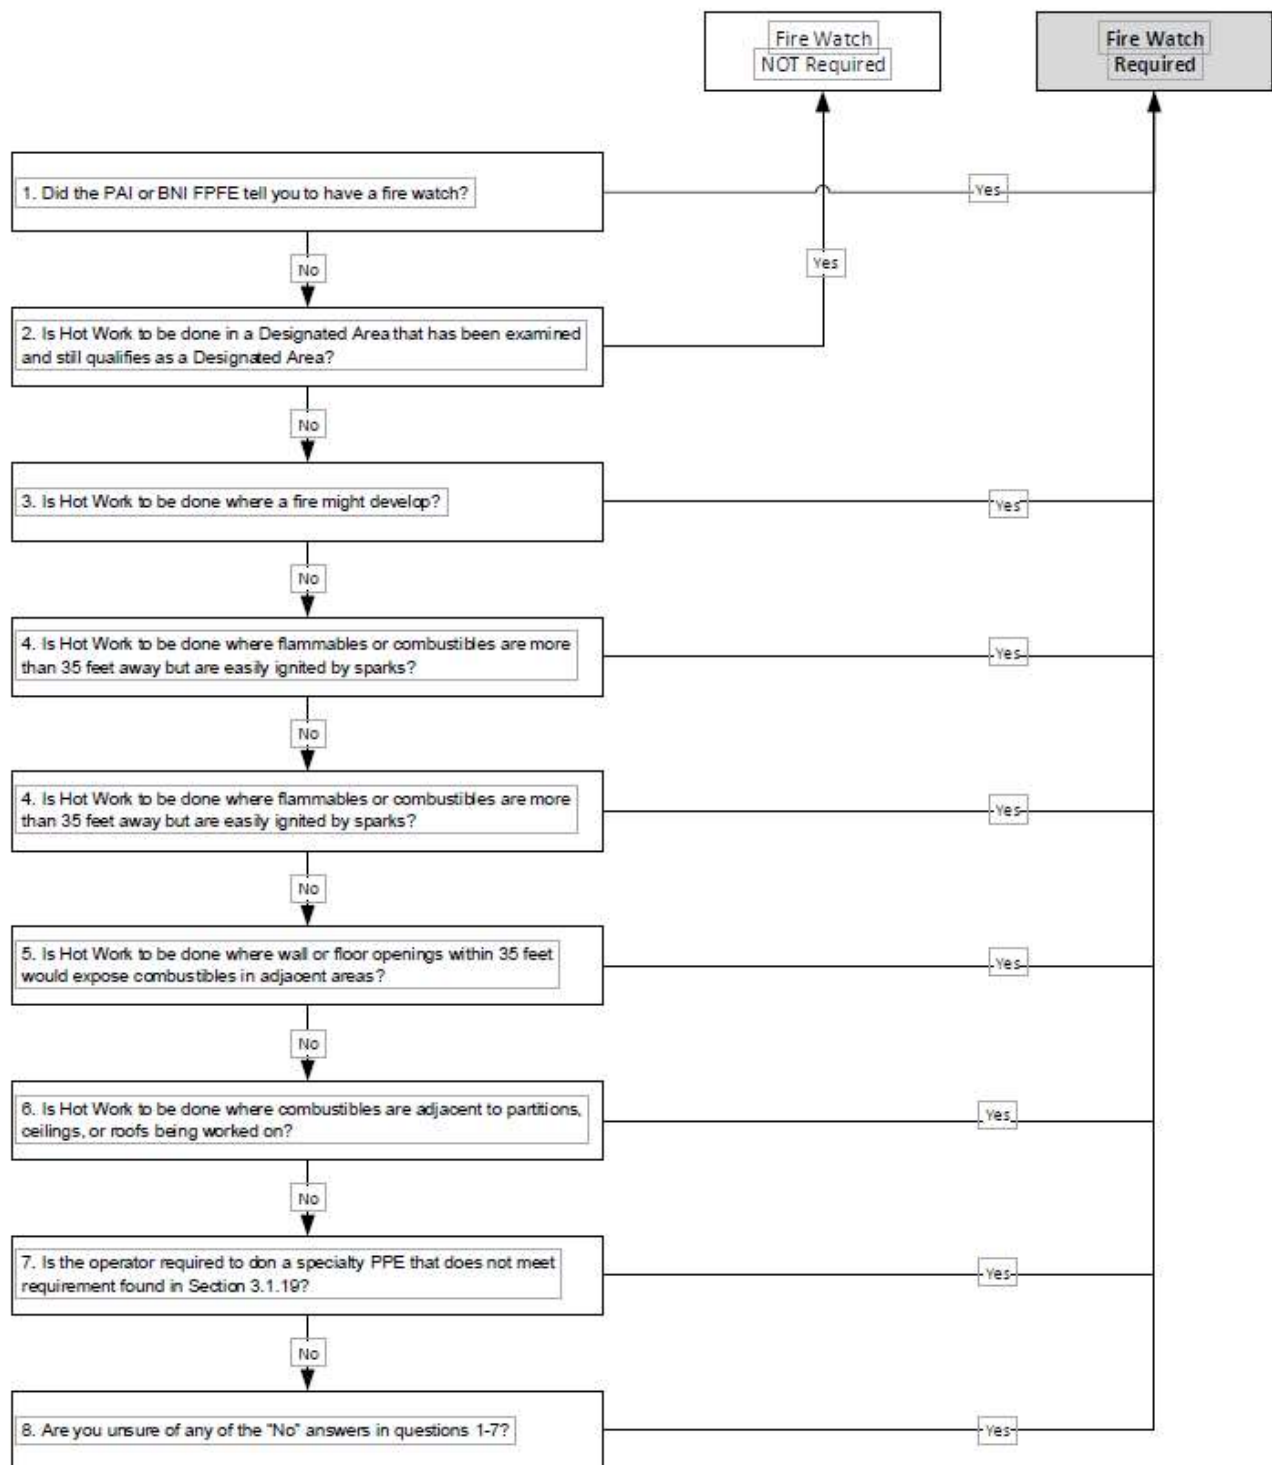 Fire Watch
NOT Required
Fire Watch
Required
1. Did the PAI or BNI FPFE tell you to have a fire watch?
Yes
No
Yes
2. Is Hot Work to be done in a Designated Area that has been examined
and still qualifies as a Designated Area?
No
3. Is Hot Work to be done where a fire might develop?
Yes
No
4. Is Hot Work to be done where flammables or combustibles are more
than 35 feet away but are easily ignited by sparks?
Yes
No
4. Is Hot Work to be done where flammables or combustibles are more
than 35 feet away but are easily ignited by sparks?
Yes
No
5. Is Hot Work to be done where wall or floor openings within 35 feet
would expose combustibles in adjacent areas?
Yes
No
6. Is Hot Work to be done where combustibles are adjacent to partitions,
ceilings, or roofs being worked on?
Yes
No
7. Is the operator required to don a specialty PPE that does not meet
requirement found in Section 3.1.19?
Yes
No
8. Are you unsure of any of the "No" answers in questions 1-7?
Yes